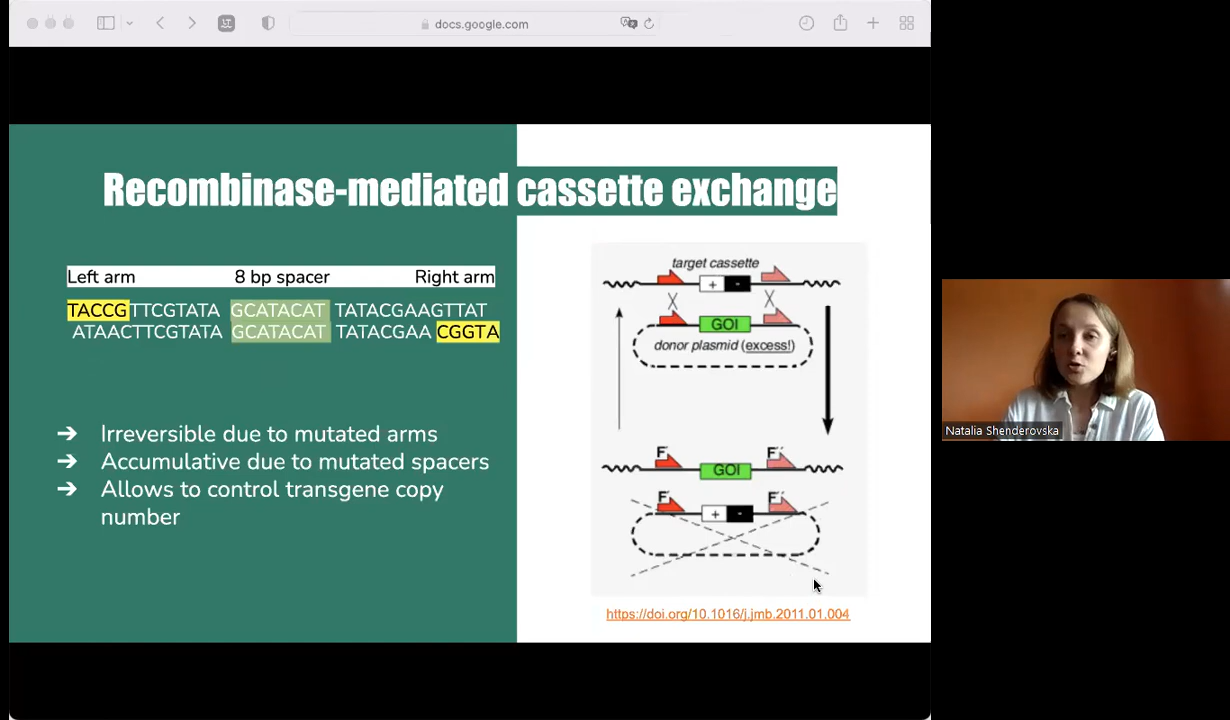 docs.google.com
Recombinase-mediated cassette exchange
Left arm 8 bp spacer Right arm
TACCGTTCGTATA GCATACAT TATACGAAGTTAT
ATAACTTCGTATA GCATACAT TATACGAA CGGTA
➔ Irreversible due to mutated arms
➔ Accumulative due to mutated spacers
➔ Allows to control transgene copy
number
target cassette
+ -
GOI
donor plasmid (excess!)
F F'
GOI
F F'
+ -
https://doi.org/10.1016/j.jmb.2011.01.004
Natalia Shenderovska